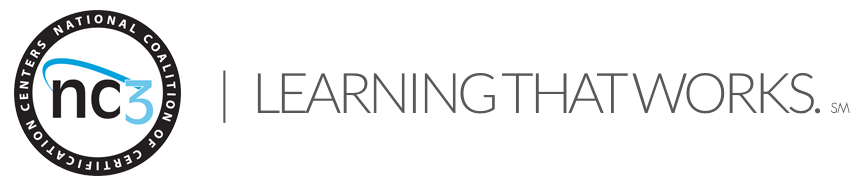 NATIONAL COALITION OF CERTIFICATION CENTERS
nc3
| LEARNING THAT WORKS. SM